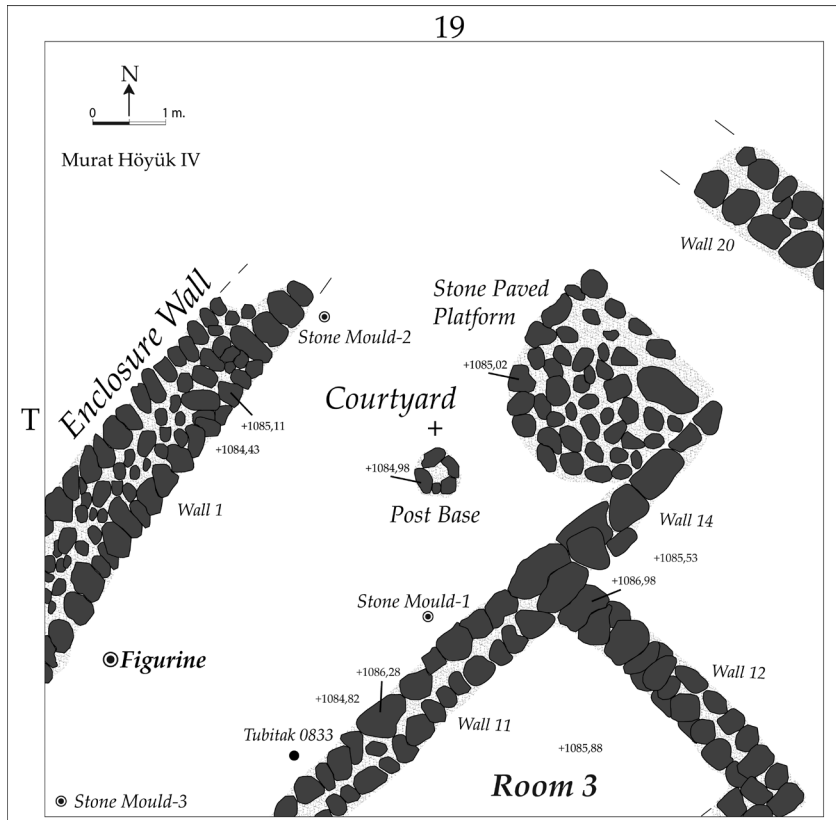 19
N
0 1 m.
Murat Höyük IV
Wall 20
Enclosure Wall
Stone Paved
Platform
Stone Mould-2
+1085,02
Courtyard
T
+1085,11
+1084,43
+1084,98
Wall 1
Post Base
Wall 14
+1085,53
+1086,98
Stone Mould-1
Figurine
+1086,28
Wall 12
+1084,82
Wall 11
Tubitak 0833
+1085,88
Room 3
Stone Mould-3